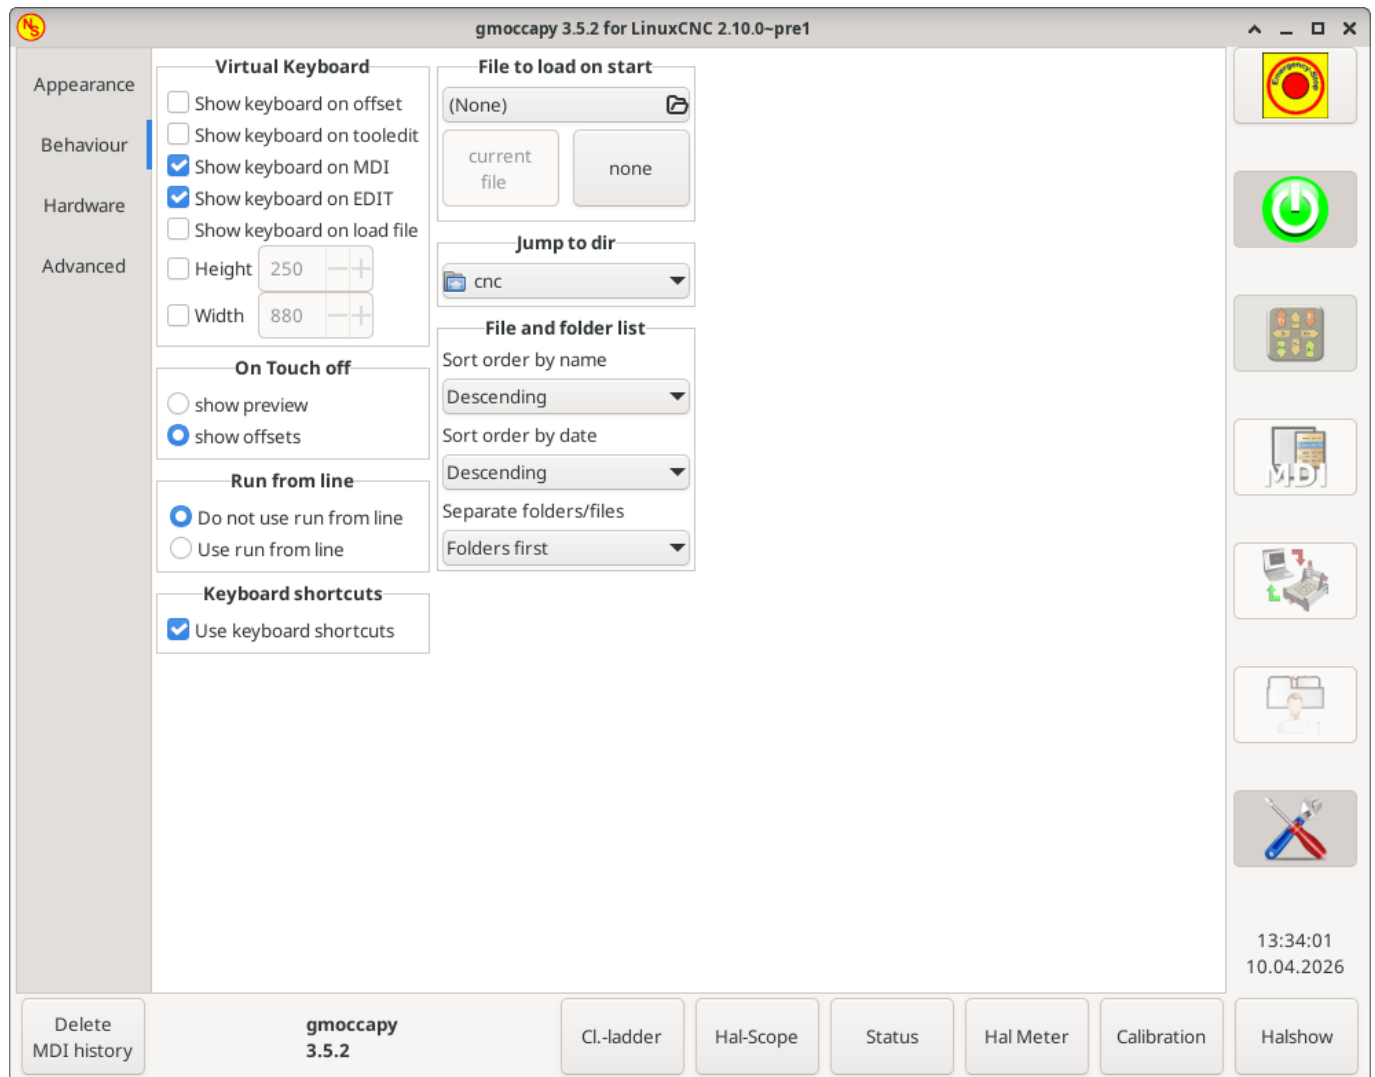 gmoccapy 3.5.2 for LinuxCNC 2.10.0~pre1
Appearance
Behaviour
Hardware
Advanced
Virtual Keyboard
Show keyboard on offset
Show keyboard on tooledit
Show keyboard on MDI
Show keyboard on EDIT
Show keyboard on load file
Height 250
Width 880
On Touch off
show preview
show offsets
Run from line
Do not use run from line
Use run from line
Keyboard shortcuts
Use keyboard shortcuts
File to load on start
(None)
current
file
none
Jump to dir
cnc
File and folder list
Sort order by name
Descending
Sort order by date
Descending
Separate folders/files
Folders first
Emergency-Stop
MDI
13:34:01
10.04.2026
Delete
MDI history
gmoccapy
3.5.2
Cl.-ladder
Hal-Scope
Status
Hal Meter
Calibration
Halshow